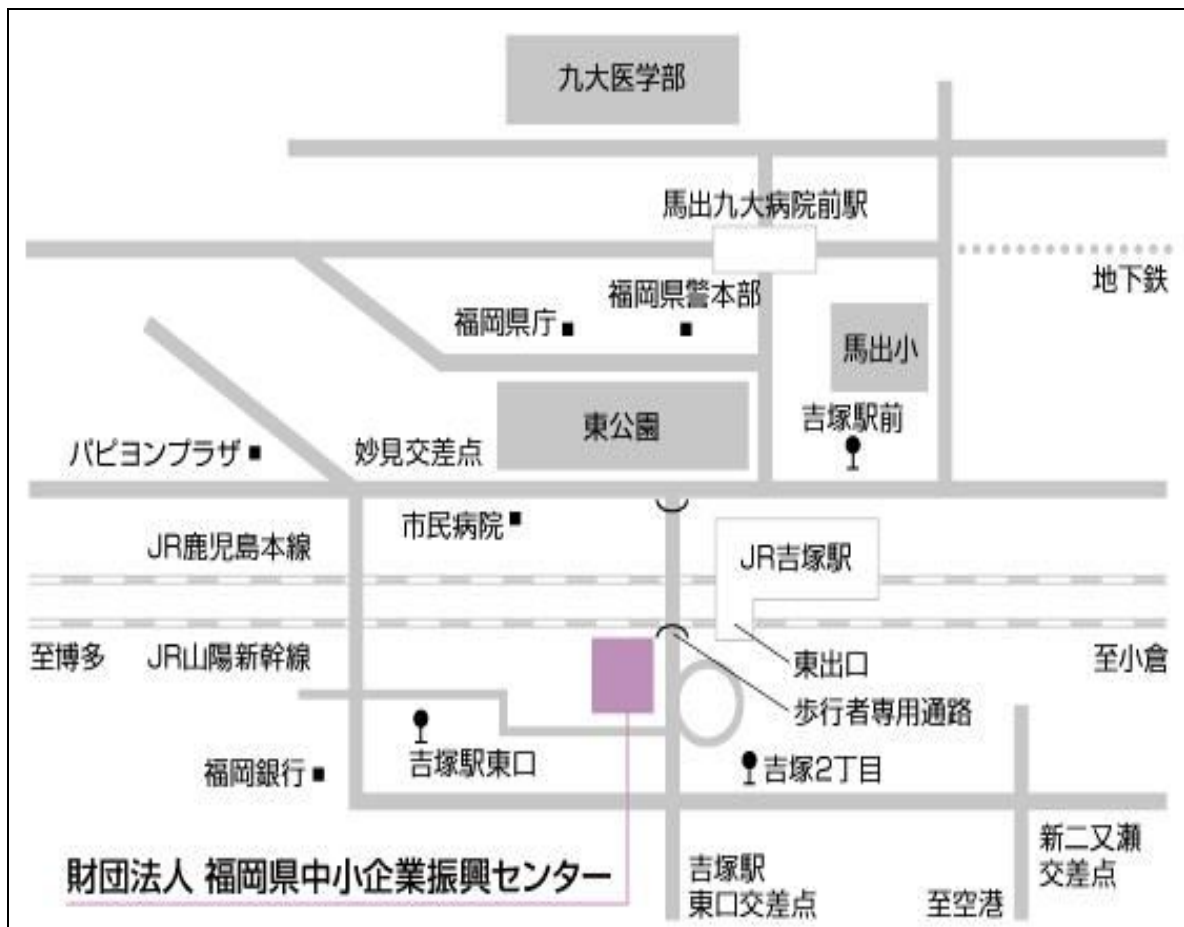 九大医学部
馬出九大病院前駅
地下鉄
福岡県警本部
福岡県庁
馬出小
吉塚駅前
東公園
パピヨンプラザ
妙見交差点
市民病院
JR鹿児島本線
JR吉塚駅
至博多
JR山陽新幹線
東出口
至小倉
歩行者専用通路
吉塚駅東口
吉塚2丁目
福岡銀行
新二又瀬
交差点
財団法人 福岡県中小企業振興センター
吉塚駅
東口交差点
至空港